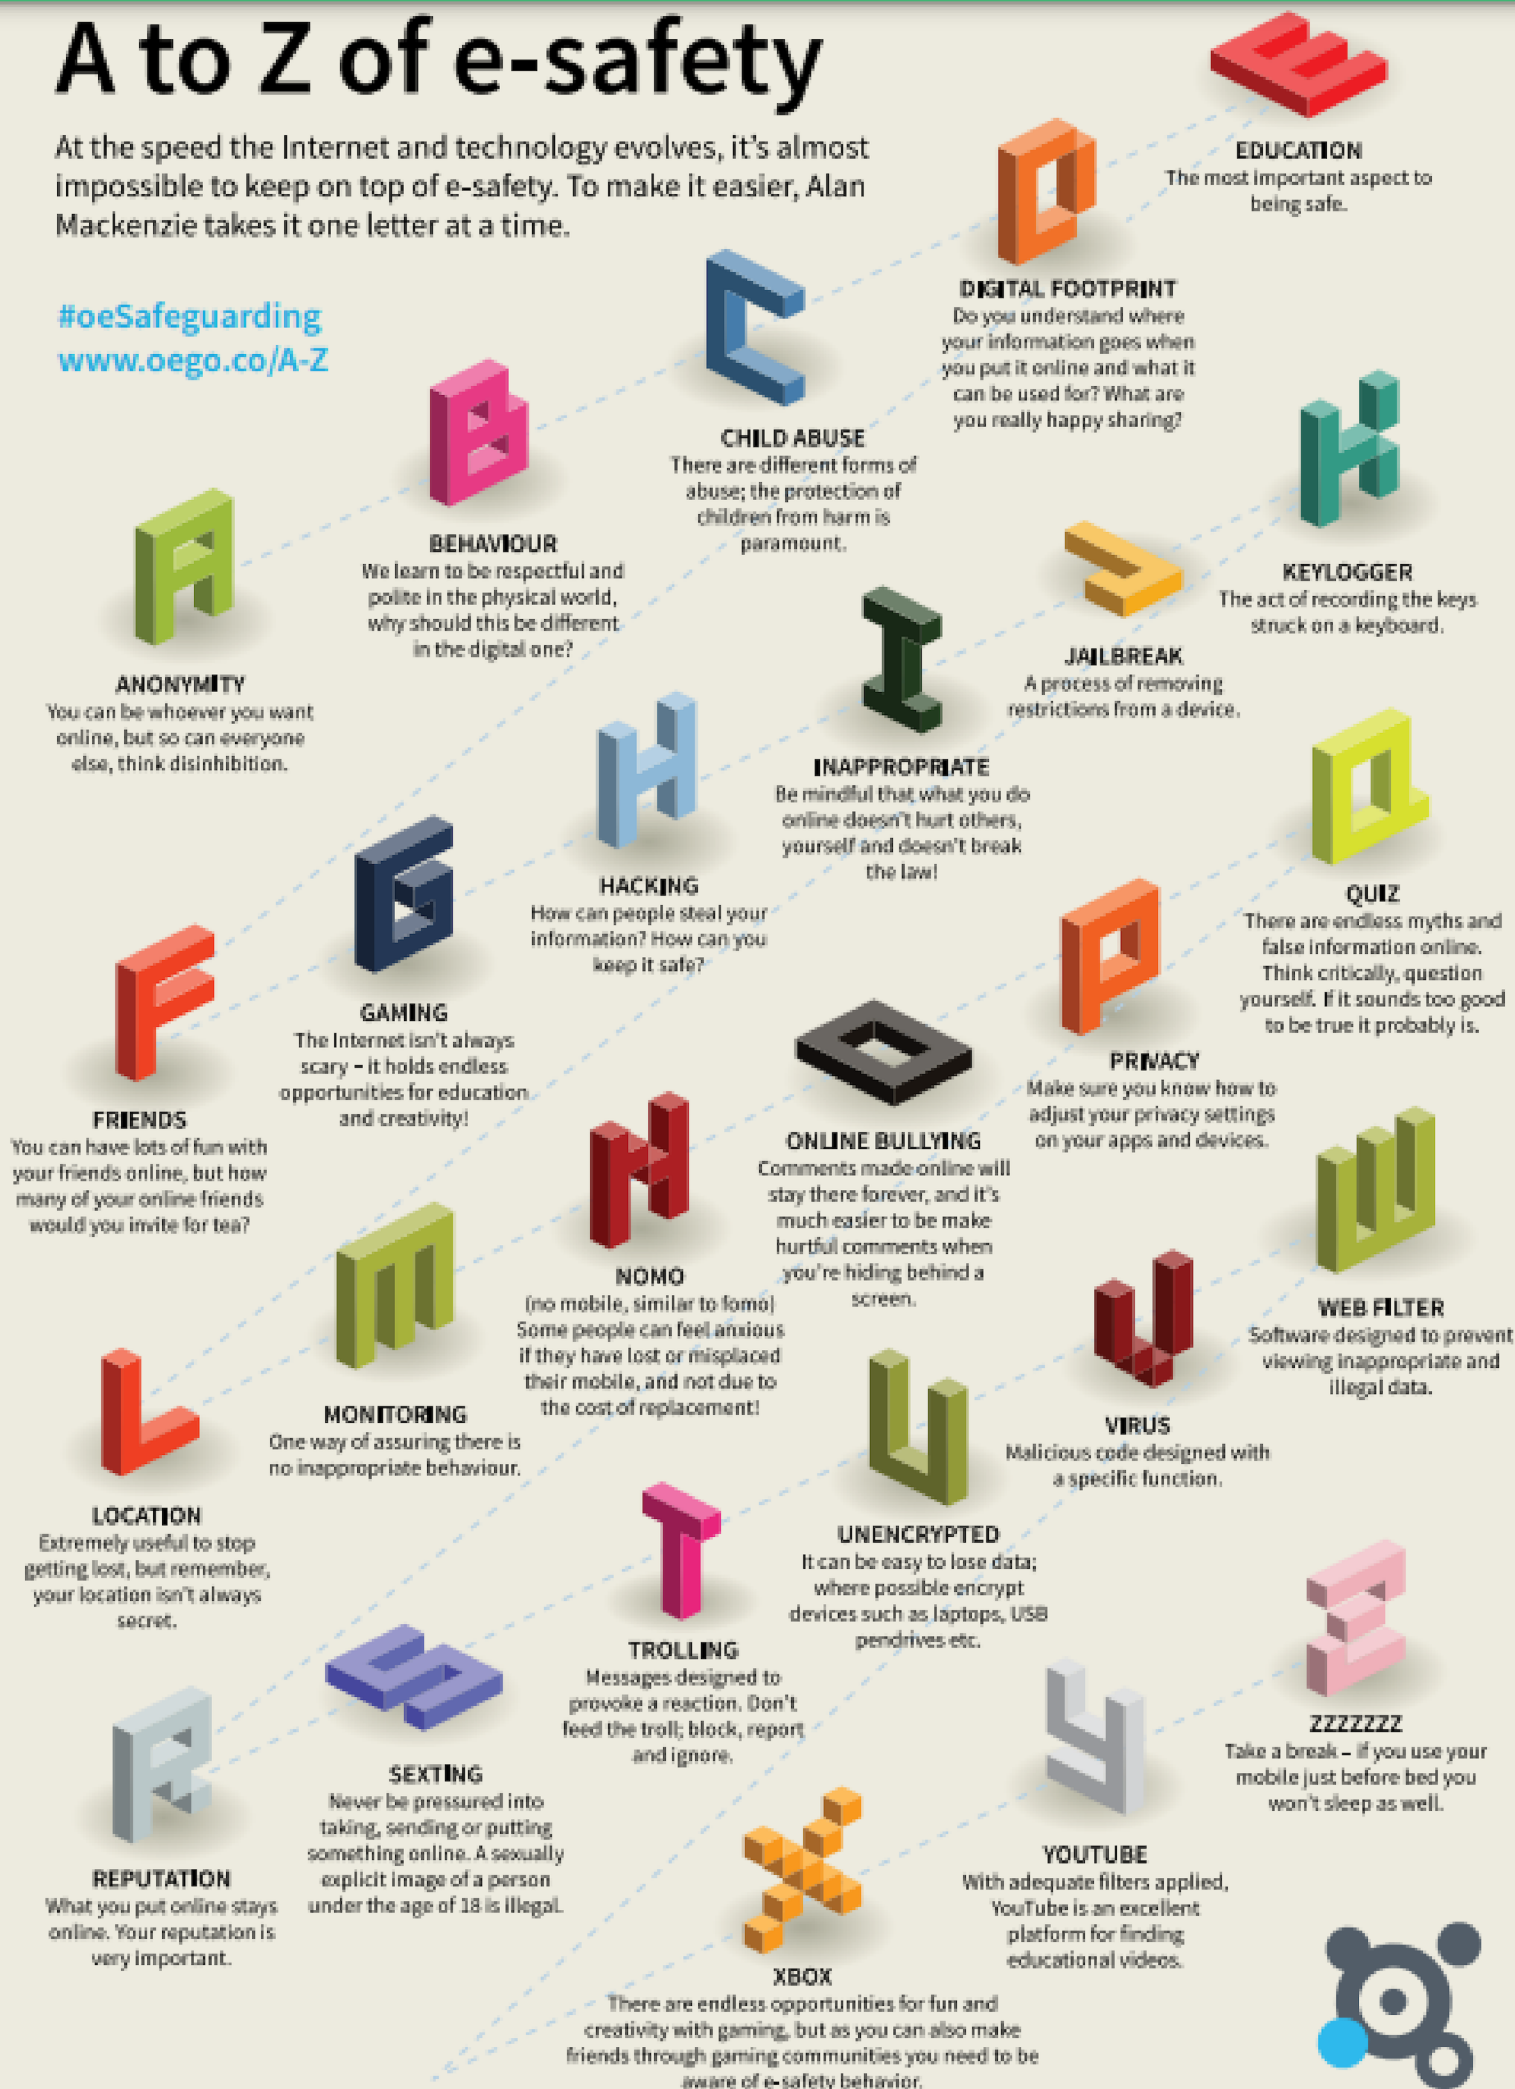 A to Z of e-safety
At the speed the Internet and technology evolves, it's almost
impossible to keep on top of e-safety. To make it easier, Alan
Mackenzie takes it one letter at a time.
#oeSafeguarding
www.oego.co/A-Z
A
ANONYMITY
You can be whoever you want
online, but so can everyone
else, think disinhibition.
B
BEHAVIOUR
We learn to be respectful and
polite in the physical world,
why should this be different
in the digital one?
C
CHILD ABUSE
There are different forms of
abuse; the protection of
children from harm is
paramount.
D
DIGITAL FOOTPRINT
Do you understand where
your information goes when
you put it online and what it
can be used for? What are
you really happy sharing?
E
EDUCATION
The most important aspect to
being safe.
F
FRIENDS
You can have lots of fun with
your friends online, but how
many of your online friends
would you invite for tea?
G
GAMING
The Internet isn't always
scary – it holds endless
opportunities for education
and creativity!
H
HACKING
How can people steal your
information? How can you
keep it safe?
I
INAPPROPRIATE
Be mindful that what you do
online doesn't hurt others,
yourself and doesn't break
the law!
J
JAILBREAK
A process of removing
restrictions from a device.
K
KEYLOGGER
The act of recording the keys
struck on a keyboard.
L
LOCATION
Extremely useful to stop
getting lost, but remember,
your location isn't always
secret.
M
MONITORING
One way of assuring there is
no inappropriate behaviour.
N
NOMO
(no mobile, similar to fomo)
Some people can feel anxious
if they have lost or misplaced
their mobile, and not due to
the cost of replacement!
O
ONLINE BULLYING
Comments made online will
stay there forever, and it's
much easier to be make
hurtful comments when
you're hiding behind a
screen.
P
PRIVACY
Make sure you know how to
adjust your privacy settings
on your apps and devices.
Q
QUIZ
There are endless myths and
false information online.
Think critically, question
yourself. If it sounds too good
to be true it probably is.
R
REPUTATION
What you put online stays
online. Your reputation is
very important.
S
SEXTING
Never be pressured into
taking, sending or putting
something online. A sexually
explicit image of a person
under the age of 18 is illegal.
T
TROLLING
Messages designed to
provoke a reaction. Don't
feed the troll; block, report
and ignore.
U
UNENCRYPTED
It can be easy to lose data;
where possible encrypt
devices such as laptops, USB
pendrives etc.
V
VIRUS
Malicious code designed with
a specific function.
W
WEB FILTER
Software designed to prevent
viewing inappropriate and
illegal data.
X
XBOX
There are endless opportunities for fun and
creativity with gaming, but as you can also make
friends through gaming communities you need to be
aware of e-safety behavior.
Y
YOUTUBE
With adequate filters applied,
YouTube is an excellent
platform for finding
educational videos.
Z
ZZZZZZZ
Take a break – if you use your
mobile just before bed you
won't sleep as well.